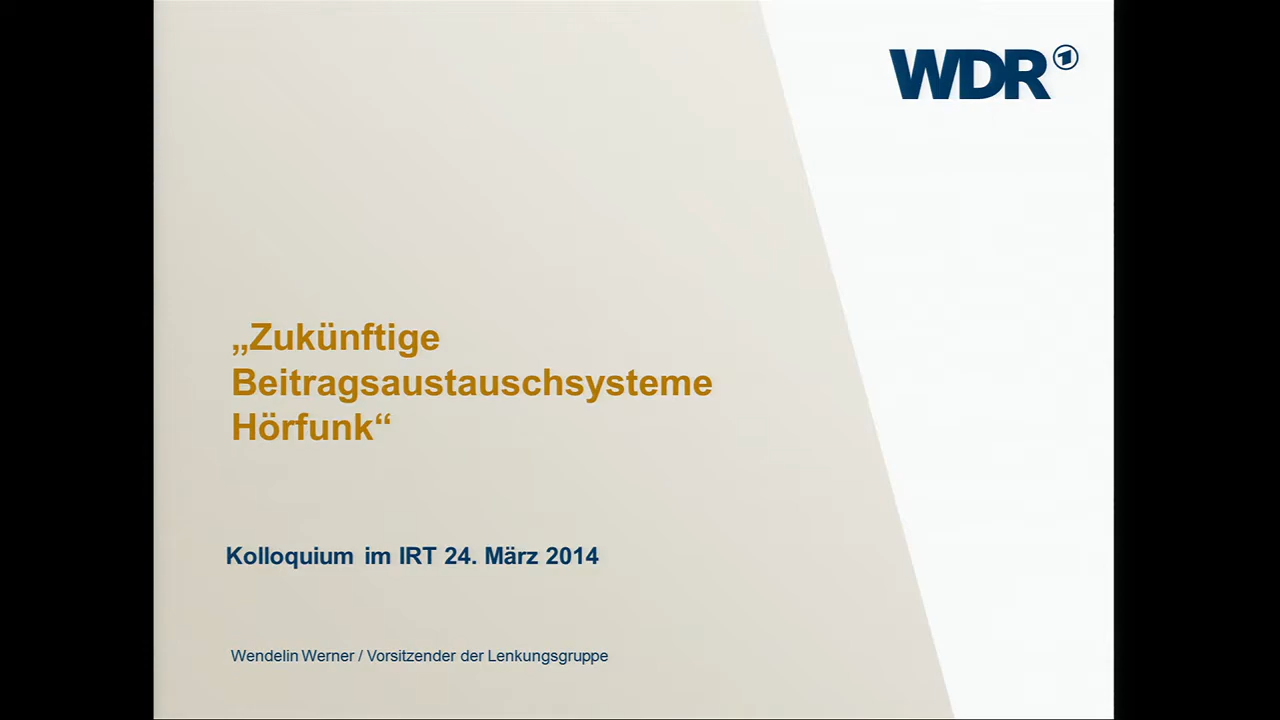 WDR
„Zukünftige
Beitragsaustauschsysteme
Hörfunk“
Kolloquium im IRT 24. März 2014
Wendelin Werner / Vorsitzender der Lenkungsgruppe